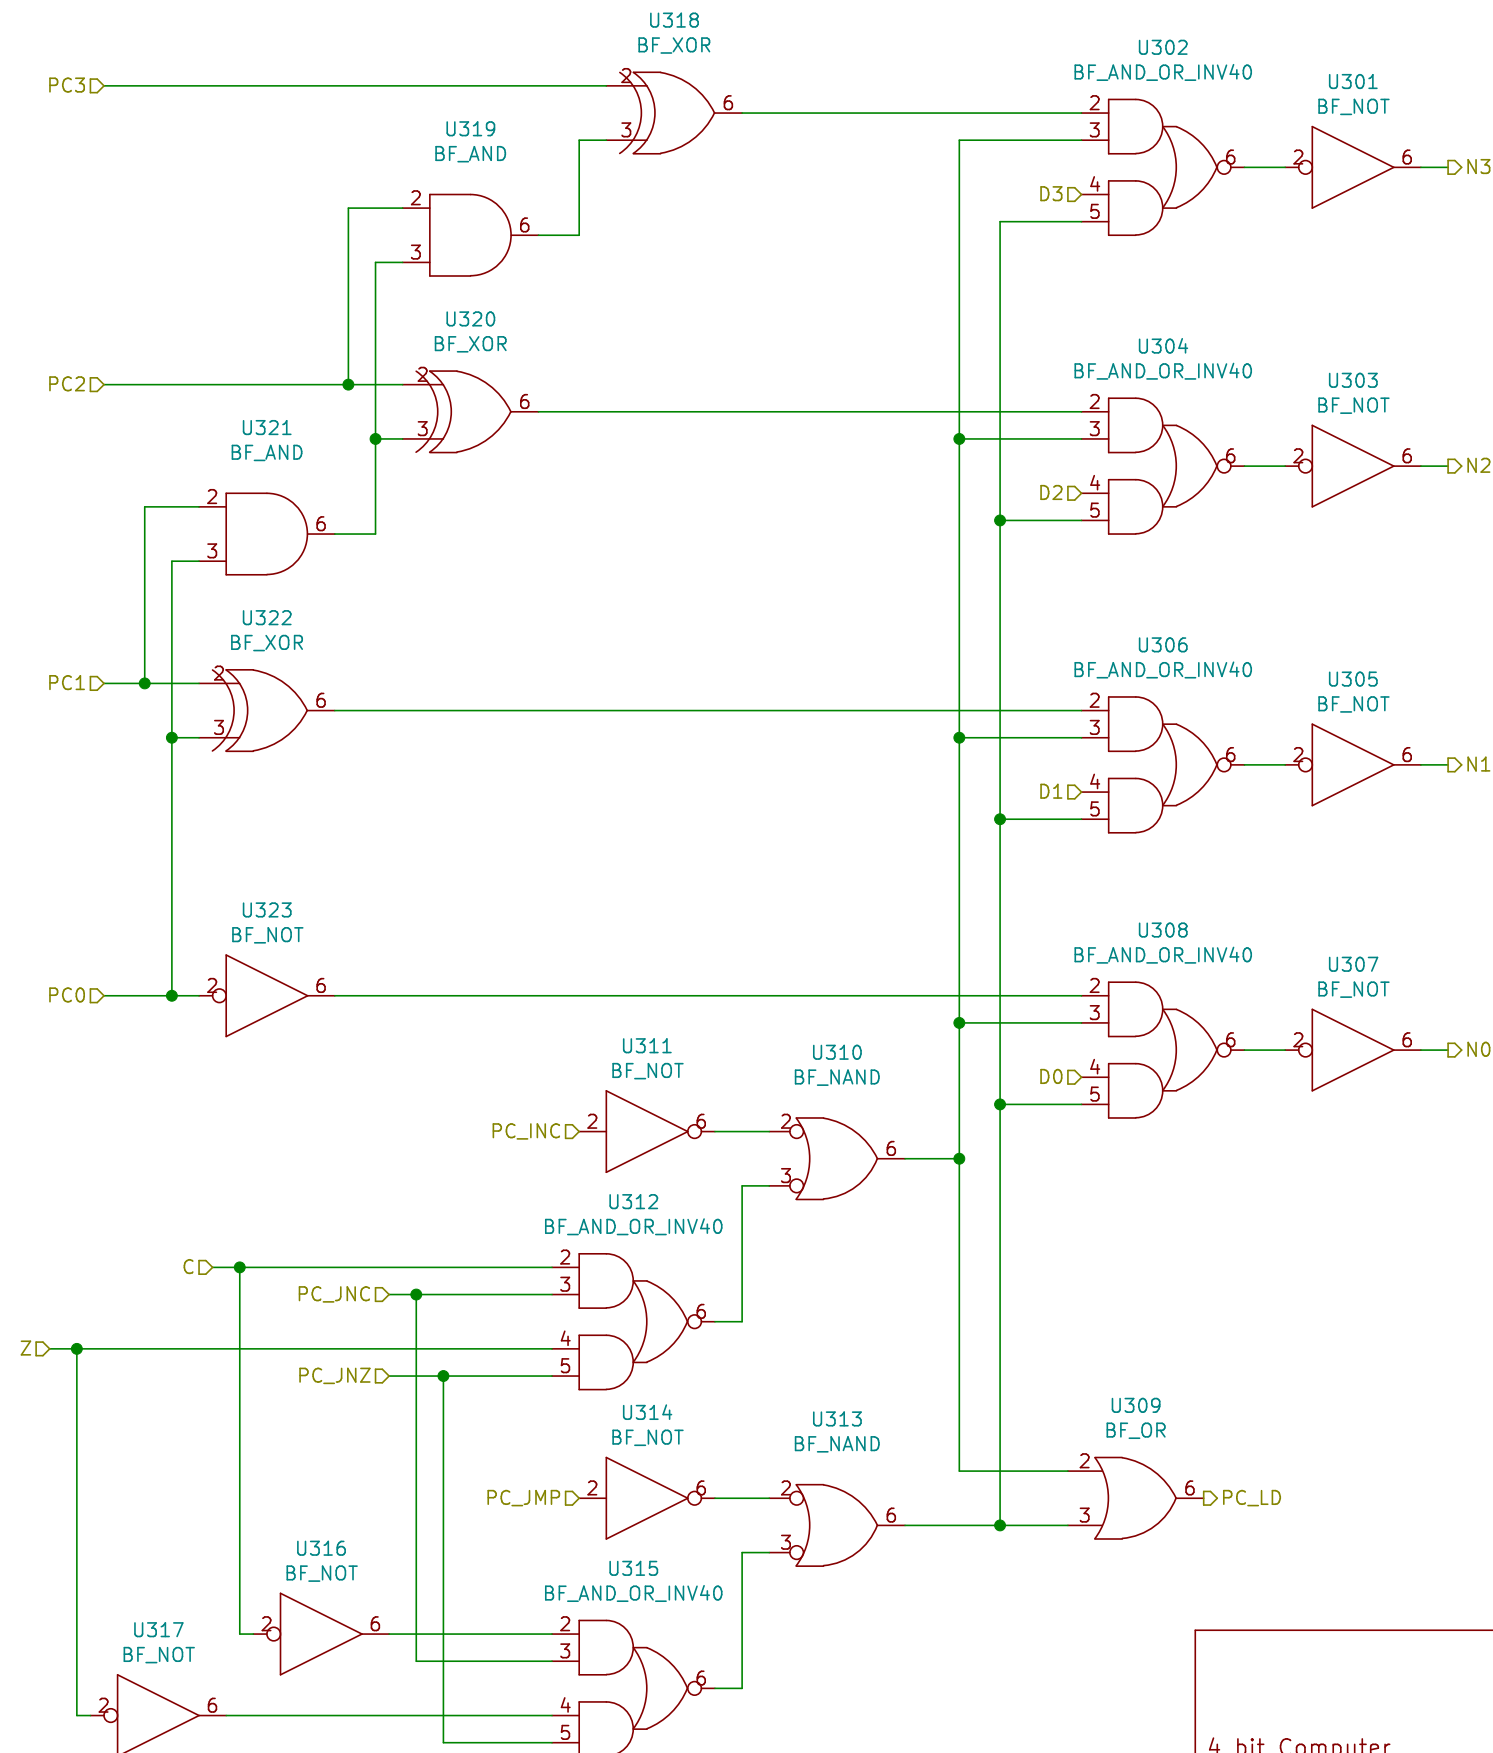 U318
BF_XOR
U302
BF_AND_OR_INV40
U301
BF_NOT
PC3
2
3
6
2
3
4
5
6
2
6
N3
D3
U319
BF_AND
2
3
6
U320
BF_XOR
U304
BF_AND_OR_INV40
U303
BF_NOT
PC2
2
3
6
2
3
4
5
6
2
6
N2
D2
U321
BF_AND
2
3
6
U322
BF_XOR
U306
BF_AND_OR_INV40
U305
BF_NOT
PC1
2
3
6
2
3
4
5
6
2
6
N1
D1
U323
BF_NOT
U308
BF_AND_OR_INV40
U307
BF_NOT
PC0
2
6
2
3
4
5
6
2
6
N0
D0
U311
BF_NOT
U310
BF_NAND
PC_INC
2
6
2
3
6
U312
BF_AND_OR_INV40
C
PC_JNC
Z
PC_JNZ
2
3
4
5
6
U314
BF_NOT
U313
BF_NAND
U309
BF_OR
PC_JMP
2
6
2
3
6
2
3
6
PC_LD
U316
BF_NOT
U315
BF_AND_OR_INV40
2
6
2
3
4
5
6
U317
BF_NOT
2
6
4 bit Computer